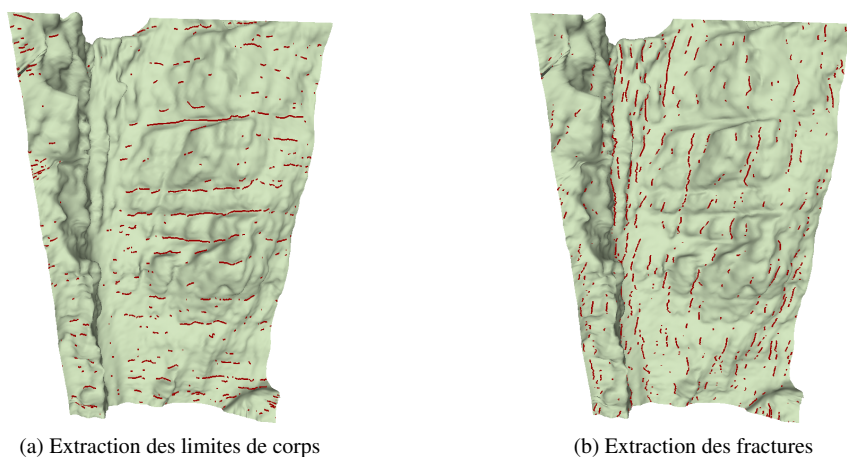 (a) Extraction des limites de corps
(b) Extraction des fractures